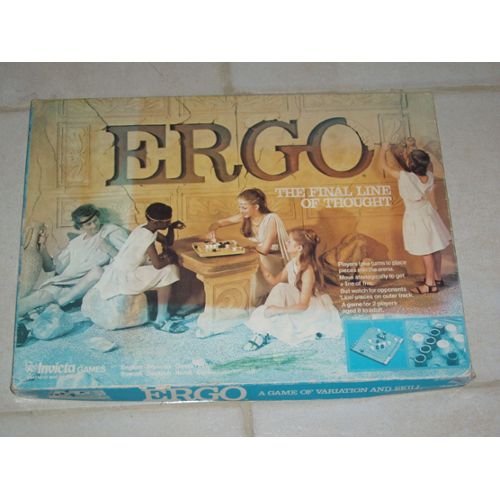 ERGO
THE FINAL LINE
OF THOUGHT
Players take turns to place
pieces into the arena.
Move strategically to get
a line of five.
But watch for opponents
pieces on outer track.
A game for 2 players
aged 8 to adult.
Invicta GAMES
English
ERGO A GAME OF VARIATION AND SKILL